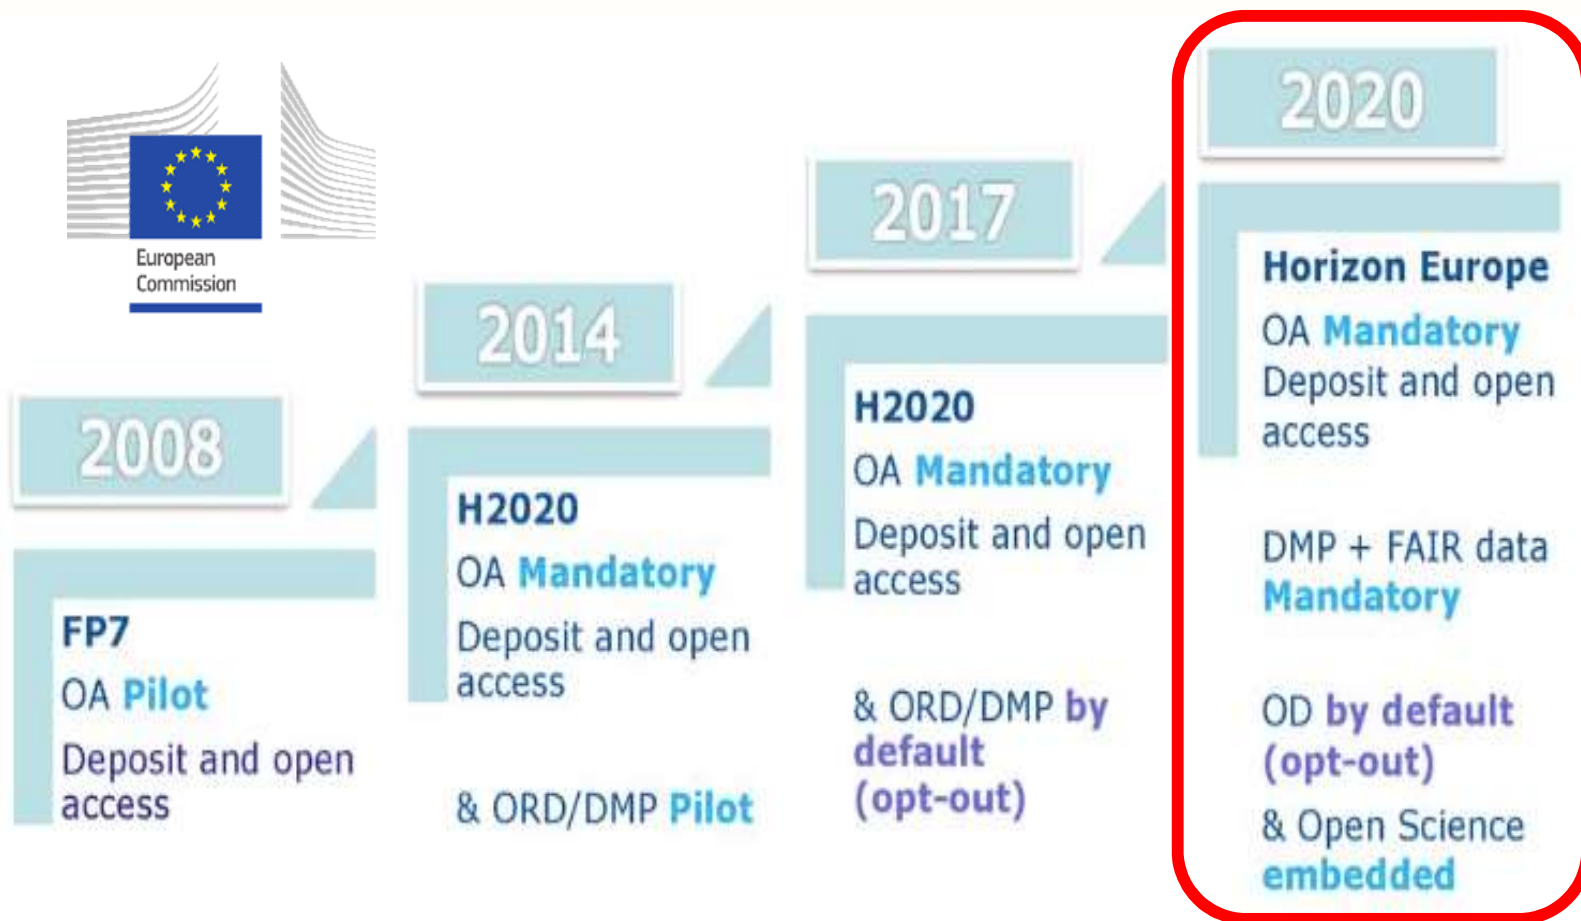 European
Commission
2008
FP7
OA Pilot
Deposit and open
access
2014
H2020
OA Mandatory
Deposit and open
access
& ORD/DMP Pilot
2017
H2020
OA Mandatory
Deposit and open
access
& ORD/DMP by
default
(opt-out)
2020
Horizon Europe
OA Mandatory
Deposit and open
access
DMP + FAIR data
Mandatory
OD by default
(opt-out)
& Open Science
embedded